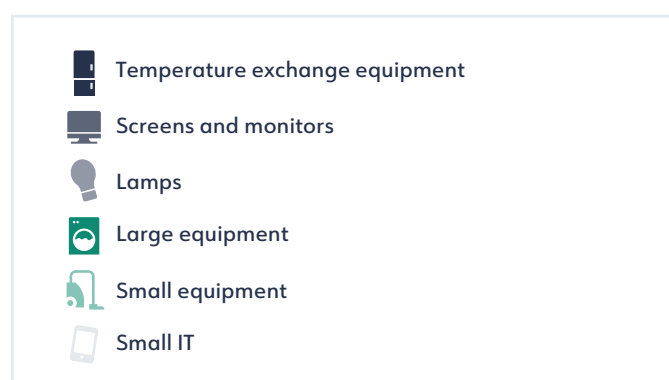 Temperature exchange equipment
Screens and monitors
Lamps
Large equipment
Small equipment
Small IT